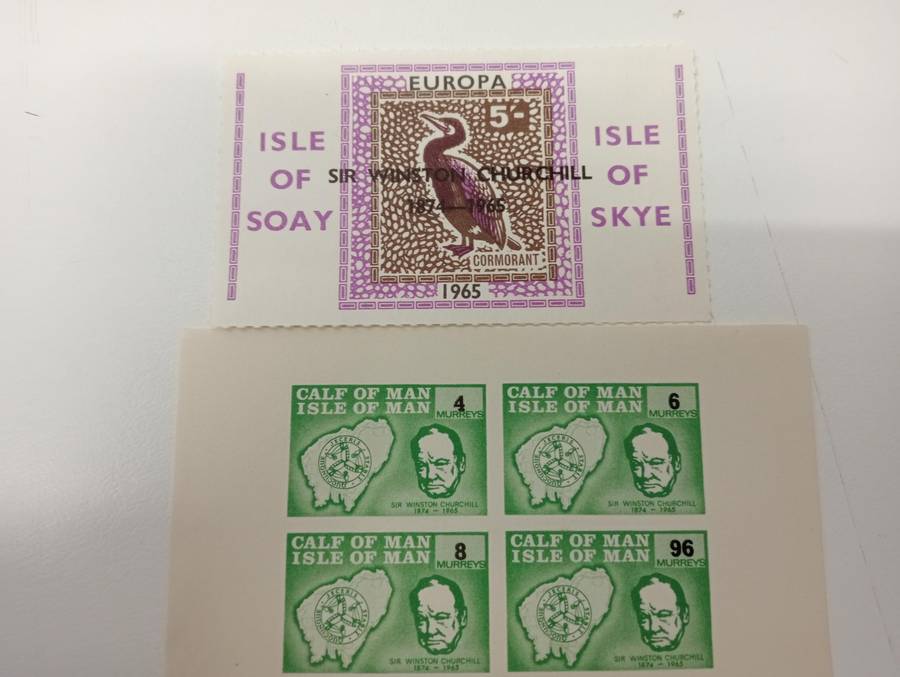 EUROPA
5/-
ISLE
OF
SOAY
ISLE
OF
SKYE
SIR WINSTON CHURCHILL
1874—1965
CORMORANT
1965
CALF OF MAN
ISLE OF MAN
4
MURREYS
SIR WINSTON CHURCHILL
1874 - 1965
CALF OF MAN
ISLE OF MAN
6
MURREYS
SIR WINSTON CHURCHILL
1874 - 1965
CALF OF MAN
ISLE OF MAN
8
MURREYS
SIR WINSTON CHURCHILL
1874 - 1965
CALF OF MAN
ISLE OF MAN
96
MURREYS
SIR WINSTON CHURCHILL
1874 - 1965